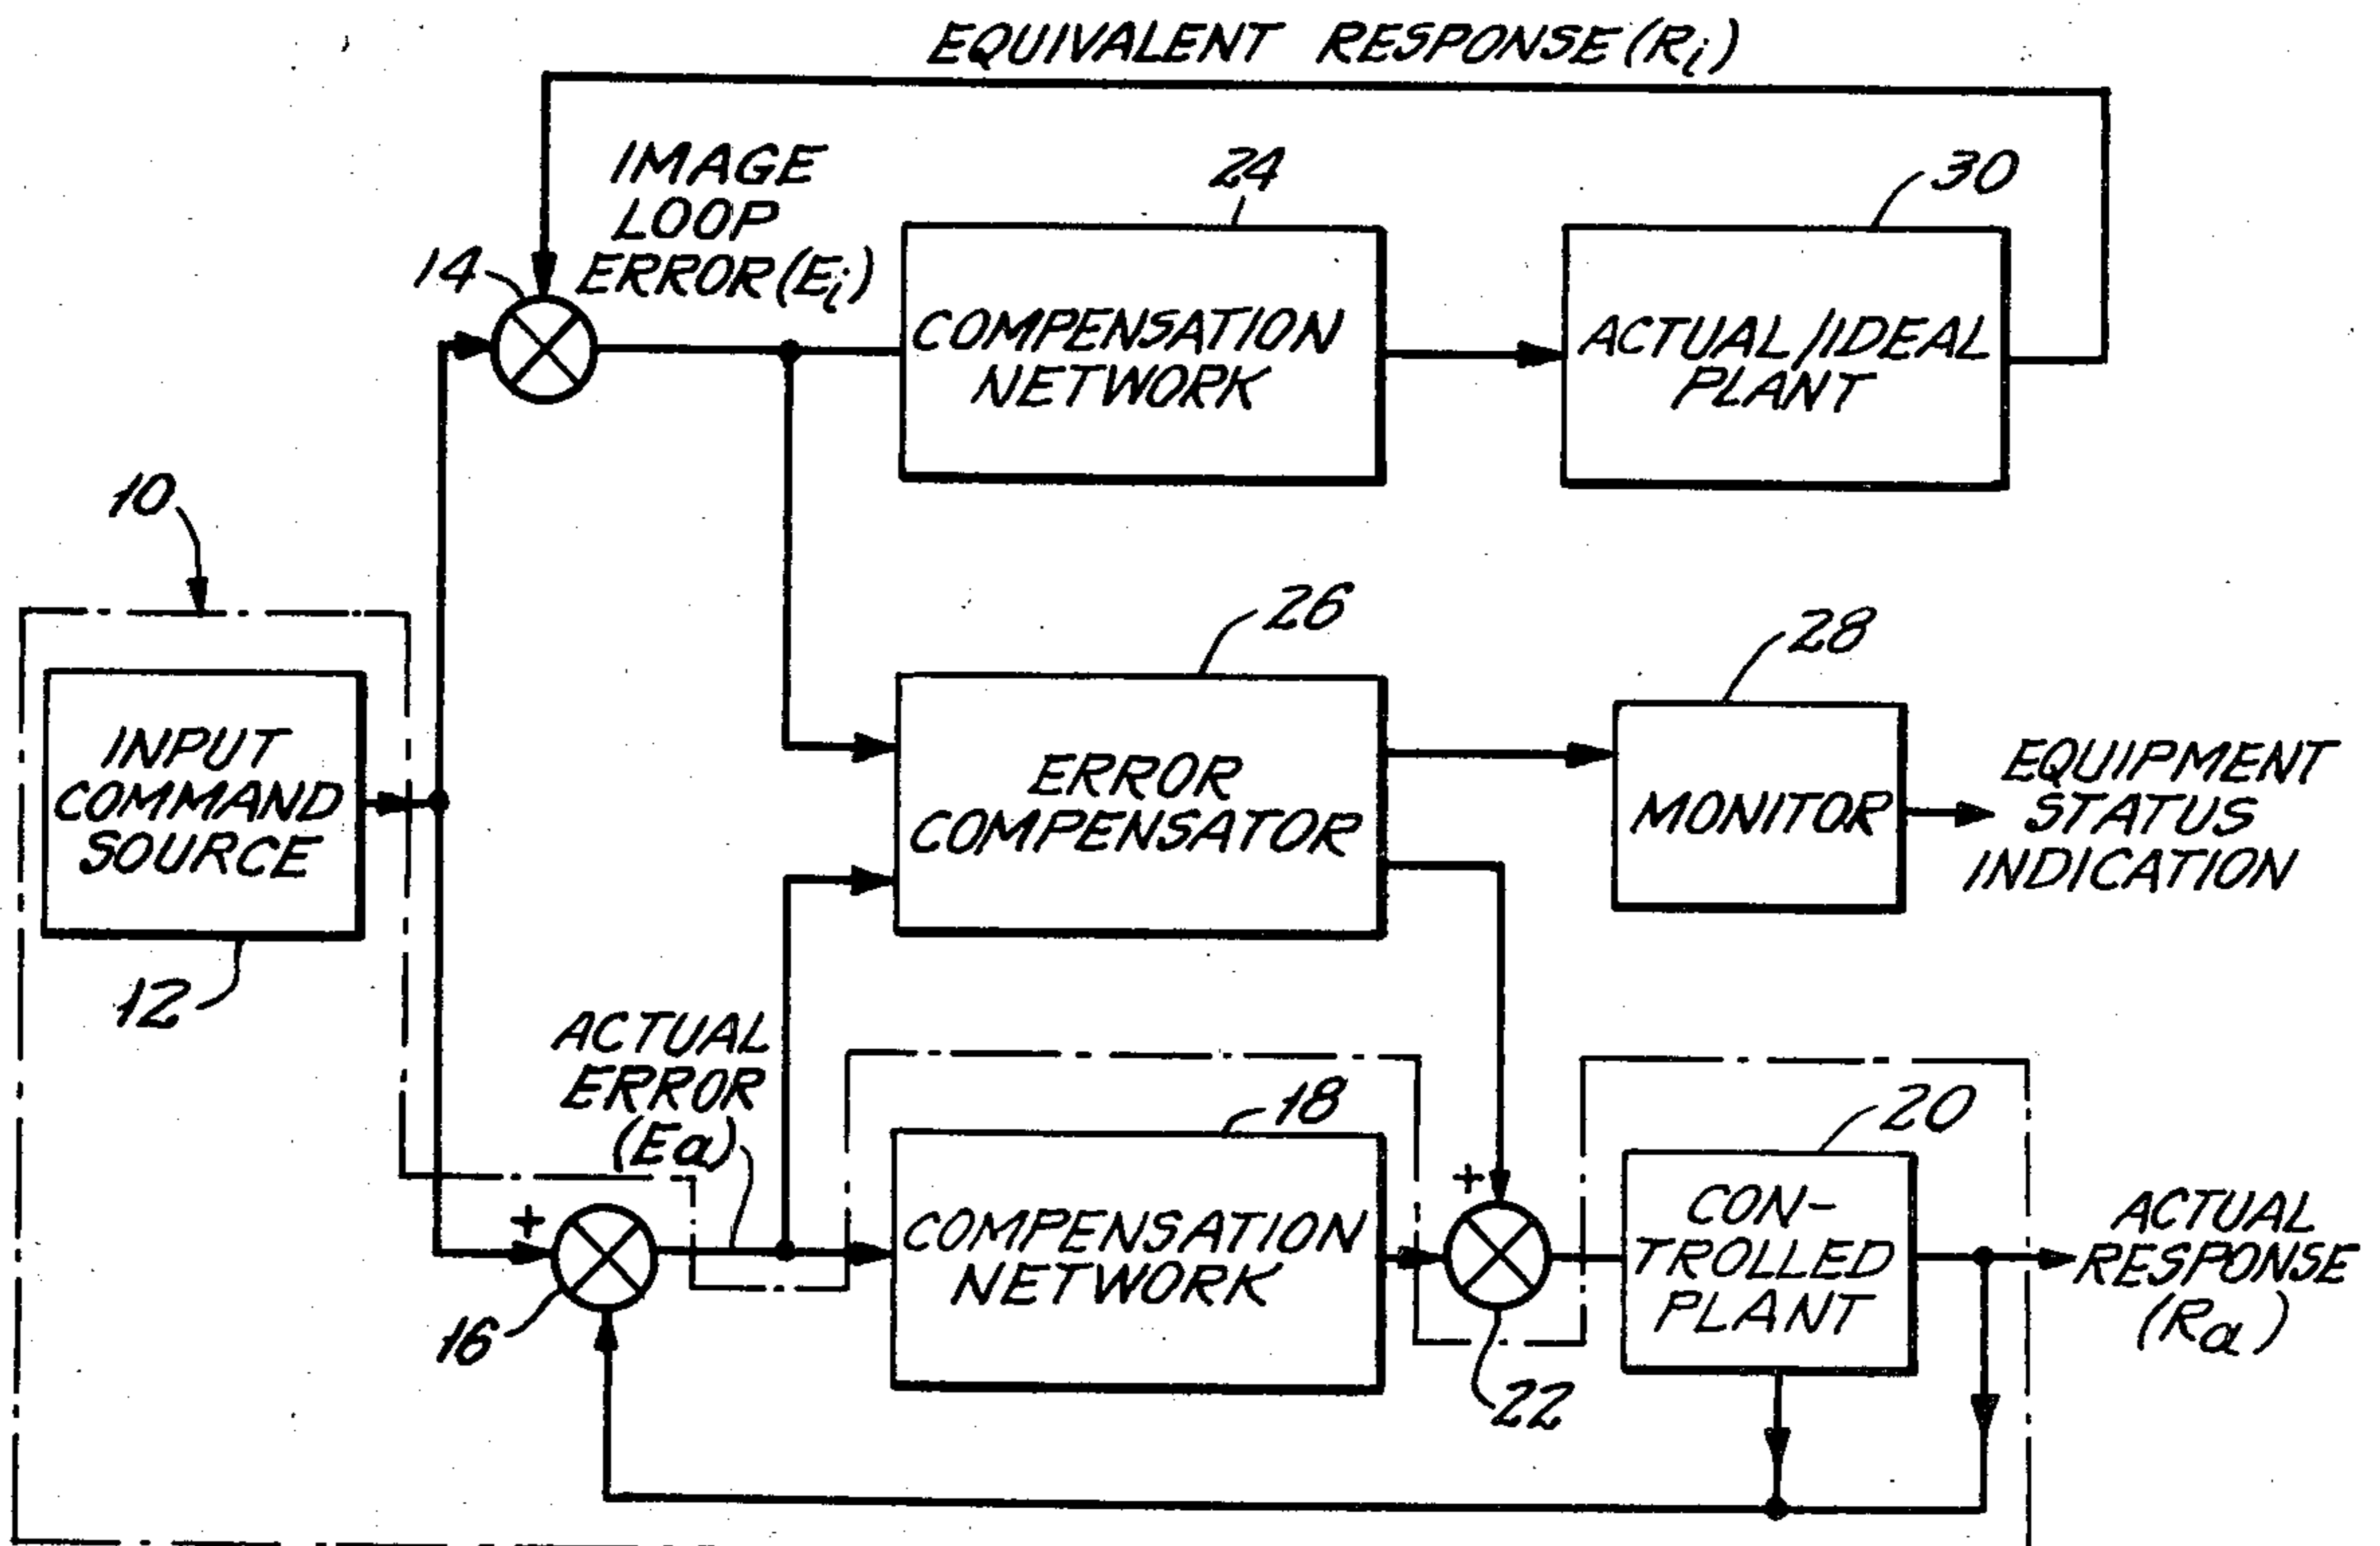 EQUIVALENT RESPONSE (Ri)
IMAGE
LOOP
ERROR (Ei)
14
24
COMPENSATION
NETWORK
30
ACTUAL/IDEAL
PLANT
10
INPUT
COMMAND
SOURCE
12
26
ERROR
COMPENSATOR
28
MONITOR
EQUIPMENT
STATUS
INDICATION
ACTUAL
ERROR
(Ea)
+
16
18
COMPENSATION
NETWORK
+
22
20
CON-
TROLLED
PLANT
ACTUAL
RESPONSE
(Ra)